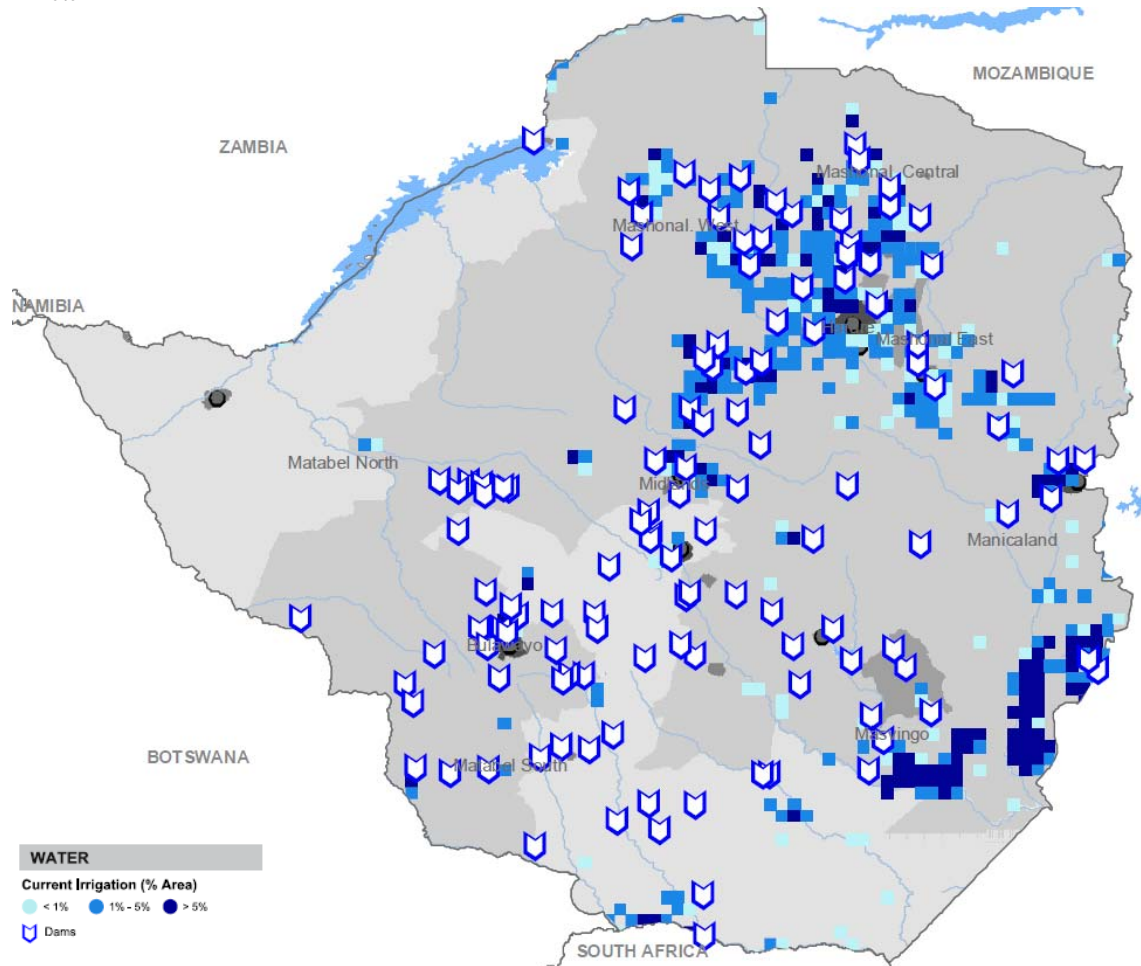 MOZAMBIQUE
ZAMBIA
Mashonal. Central
Mashonal. West
NAMIBIA
Harare
Mashonal East
Matabel North
Midlands
Manicaland
Bulawayo
Masvingo
BOTSWANA
Matabel South
WATER
Current Irrigation (% Area)
< 1% 1% - 5% > 5%
Dams
SOUTH AFRICA